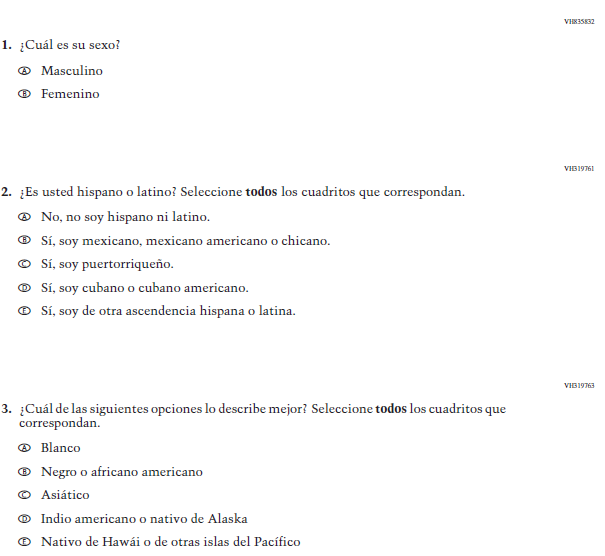 VH835832
1. ¿Cuál es su sexo?
A Masculino
B Femenino
VH319761
2. ¿Es usted hispano o latino? Seleccione todos los cuadritos que correspondan.
A No, no soy hispano ni latino.
B Sí, soy mexicano, mexicano americano o chicano.
C Sí, soy puertorriqueño.
D Sí, soy cubano o cubano americano.
E Sí, soy de otra ascendencia hispana o latina.
VH319763
3. ¿Cuál de las siguientes opciones lo describe mejor? Seleccione todos los cuadritos que
correspondan.
A Blanco
B Negro o africano americano
C Asiático
D Indio americano o nativo de Alaska
E Nativo de Hawái o de otras islas del Pacífico